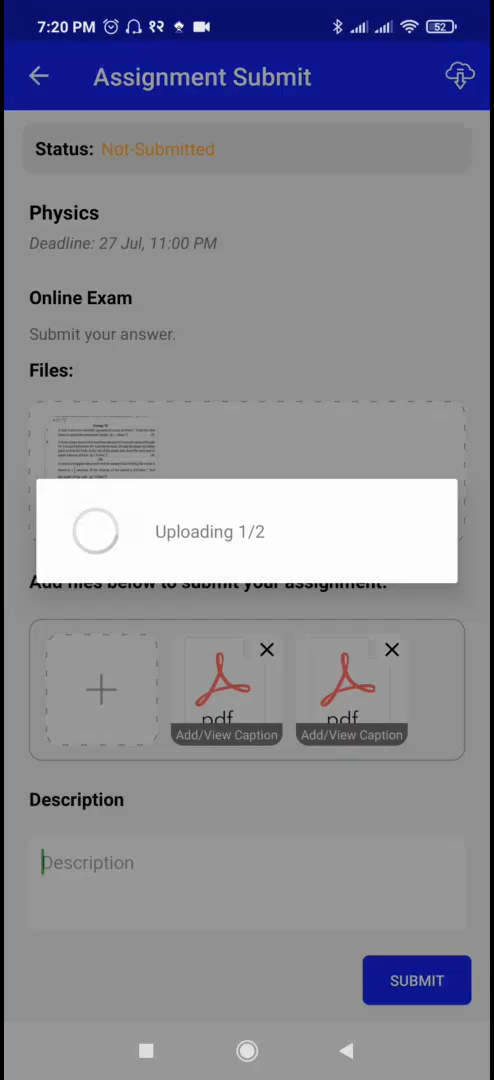 7:20 PM १२ 52
Assignment Submit
Status: Not-Submitted
Physics
Deadline: 27 Jul, 11:00 PM
Online Exam
Submit your answer.
Files:
Uploading 1/2
Add files below to submit your assignment.
pdf pdf
Add/View Caption Add/View Caption
Description
Description
SUBMIT